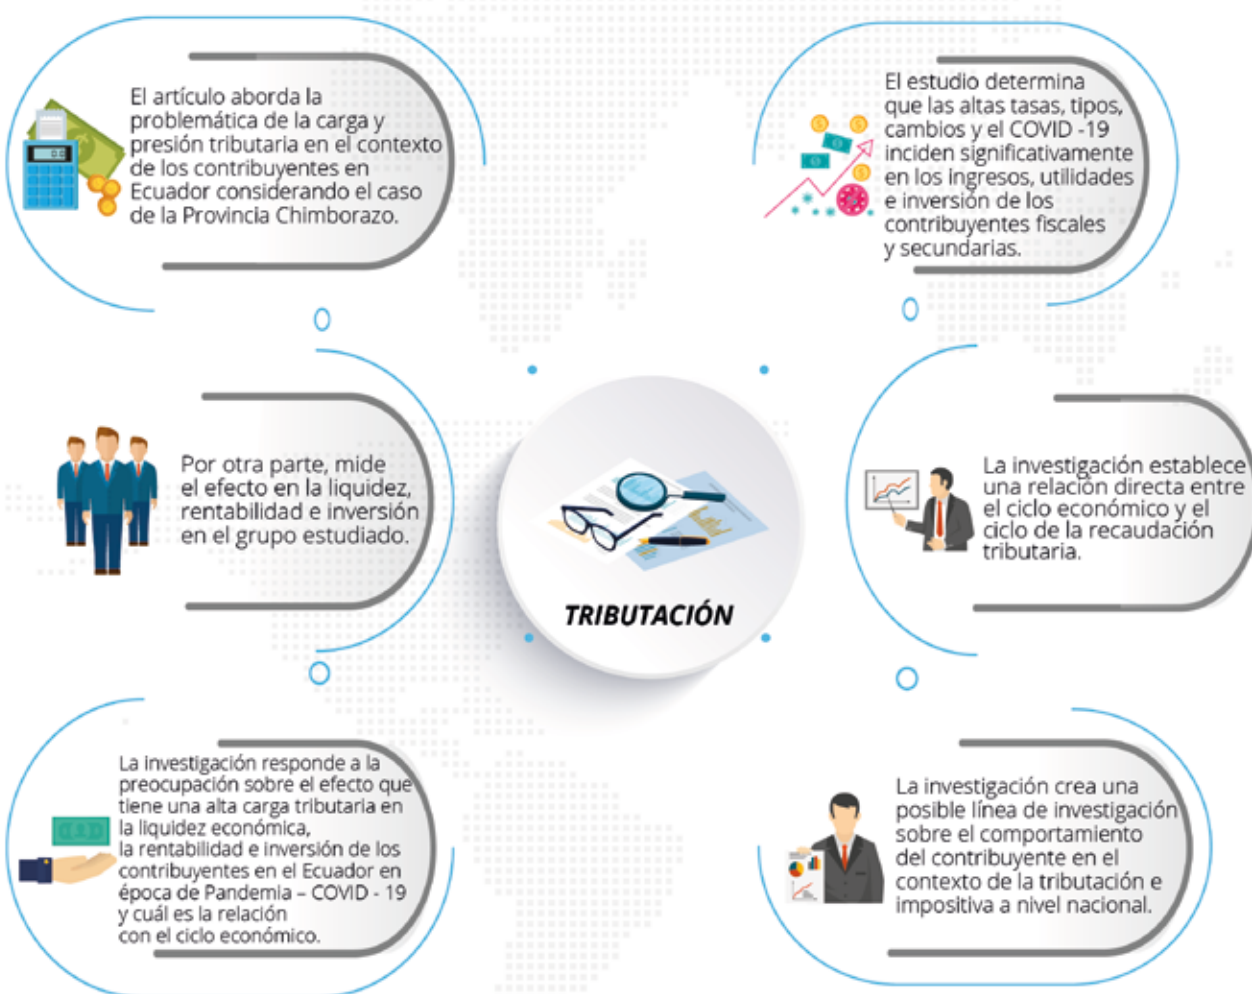 El artículo aborda la
problemática de la carga y
presión tributaria en el contexto
de los contribuyentes en
Ecuador considerando el caso
de la Provincia Chimborazo.
Por otra parte, mide
el efecto en la liquidez,
rentabilidad e inversión
en el grupo estudiado.
La investigación responde a la
preocupación sobre el efecto que
tiene una alta carga tributaria en
la liquidez económica,
la rentabilidad e inversión de los
contribuyentes en el Ecuador en
época de Pandemia – COVID - 19
y cuál es la relación
con el ciclo económico.
TRIBUTACIÓN
El estudio determina
que las altas tasas, tipos,
cambios y el COVID -19
inciden significativamente
en los ingresos, utilidades
e inversión de los
contribuyentes fiscales
y secundarias.
La investigación establece
una relación directa entre
el ciclo económico y el
ciclo de la recaudación
tributaria.
La investigación crea una
posible línea de investigación
sobre el comportamiento
del contribuyente en el
contexto de la tributación e
impositiva a nivel nacional.